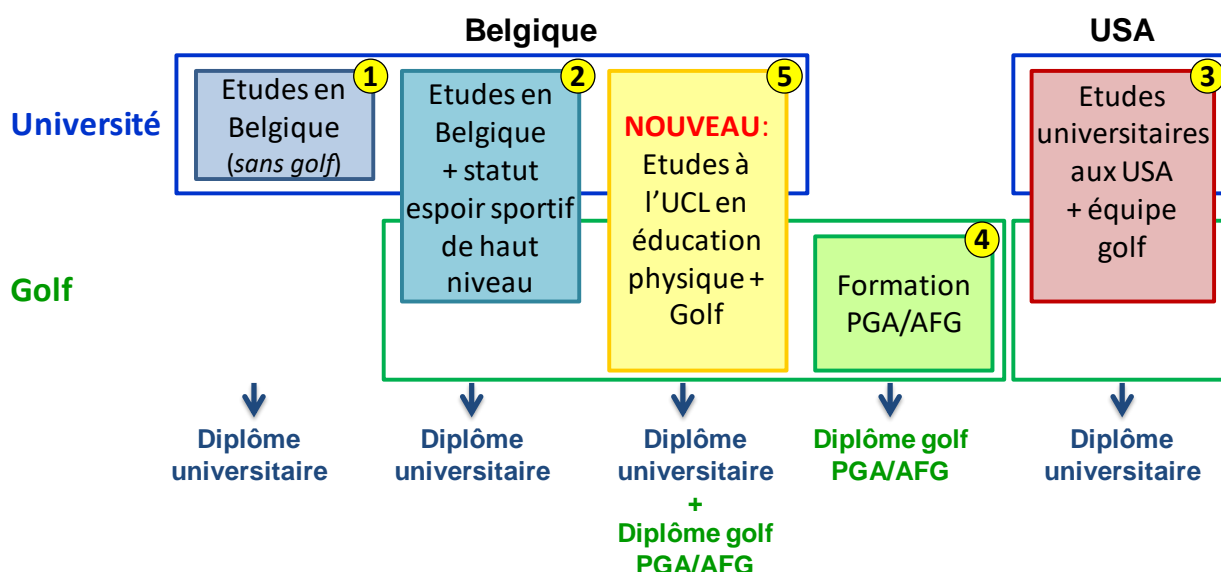 Belgique
USA
Université
Golf
1
Etudes en
Belgique
(sans golf)
2
Etudes en
Belgique
+ statut
espoir sportif
de haut
niveau
5
NOUVEAU:
Etudes à
l’UCL en
éducation
physique +
Golf
4
Formation
PGA/AFG
3
Etudes
universitaires
aux USA
+ équipe
golf
Diplôme
universitaire
Diplôme
universitaire
Diplôme
universitaire
+
Diplôme golf
PGA/AFG
Diplôme golf
PGA/AFG
Diplôme
universitaire